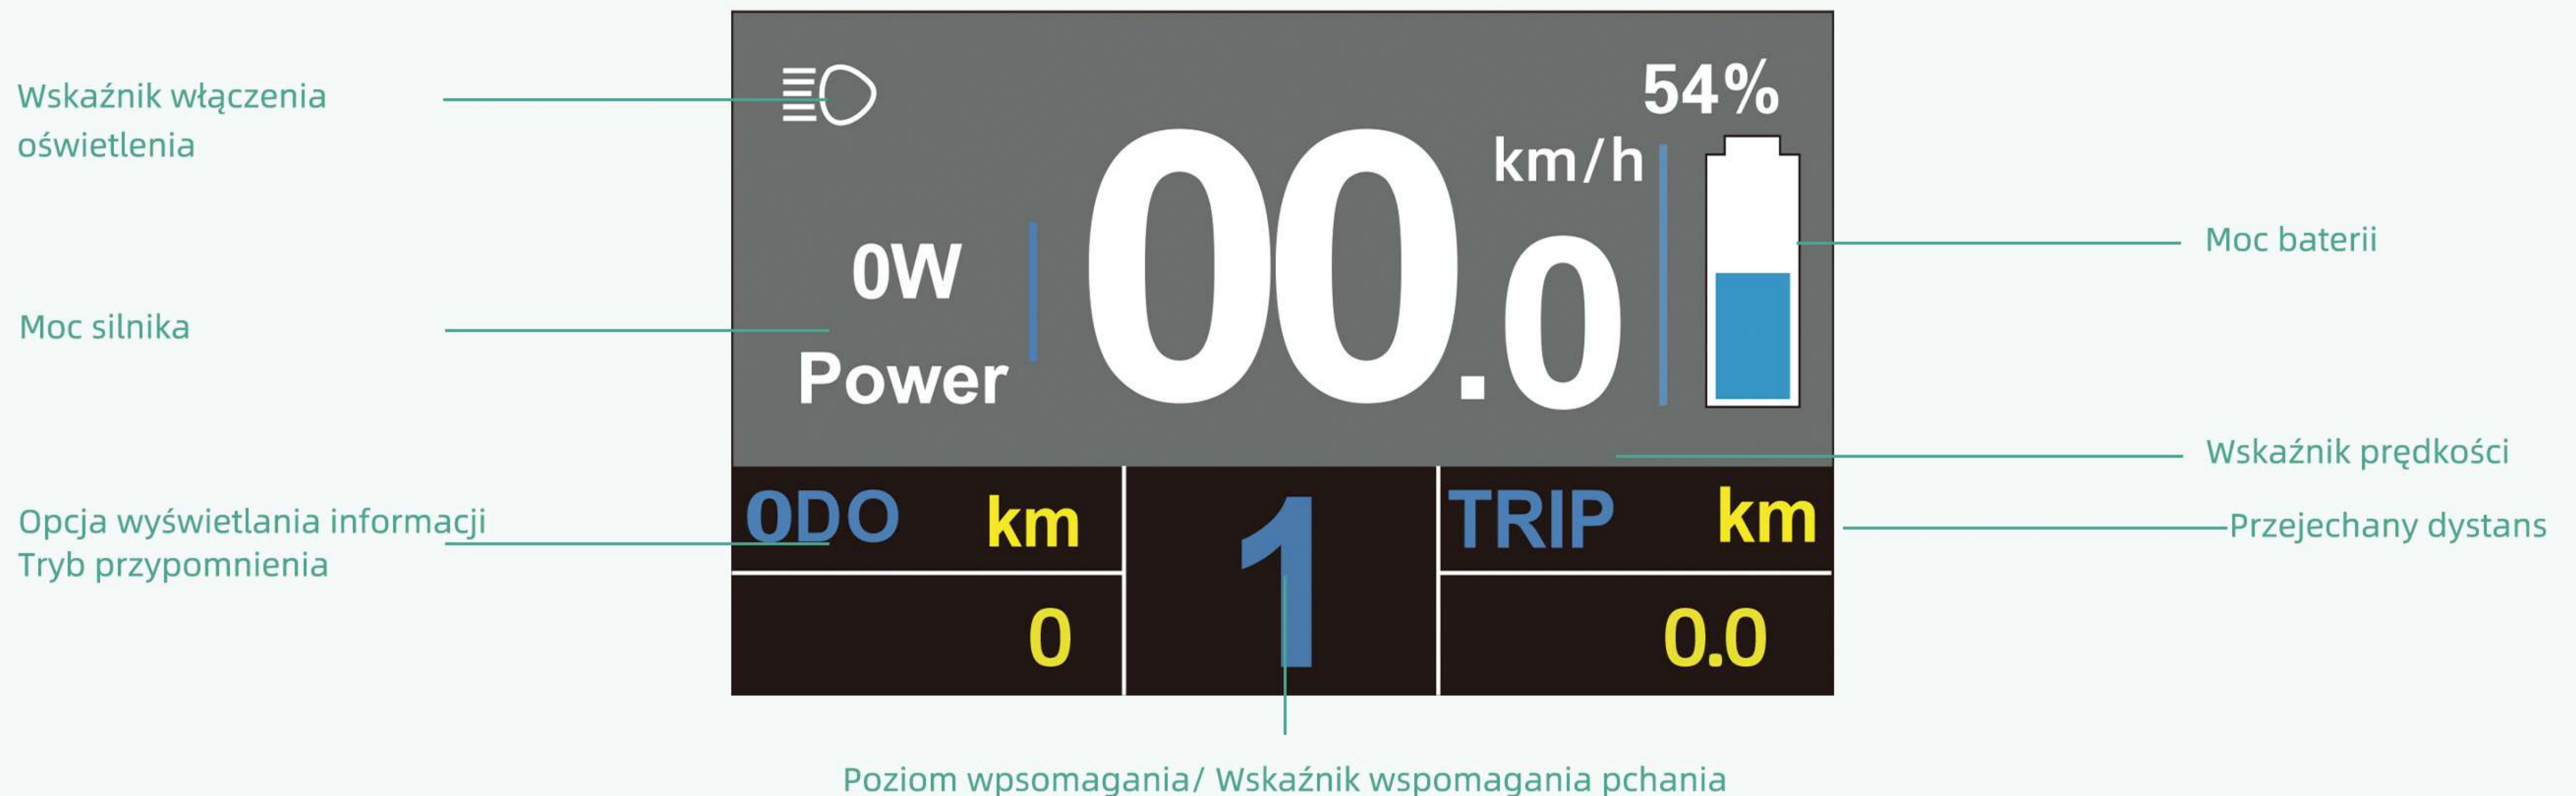 Wskaźnik włączenia
oświetlenia
Moc silnika
Opcja wyświetlania informacji
Tryb przypomnienia
54%
km/h
0W
00.0
Power
ODO km
1
TRIP km
0
0.0
Moc baterii
Wskaźnik prędkości
Przejechany dystans
Poziom wpsomagania/ Wskaźnik wspomagania pchania